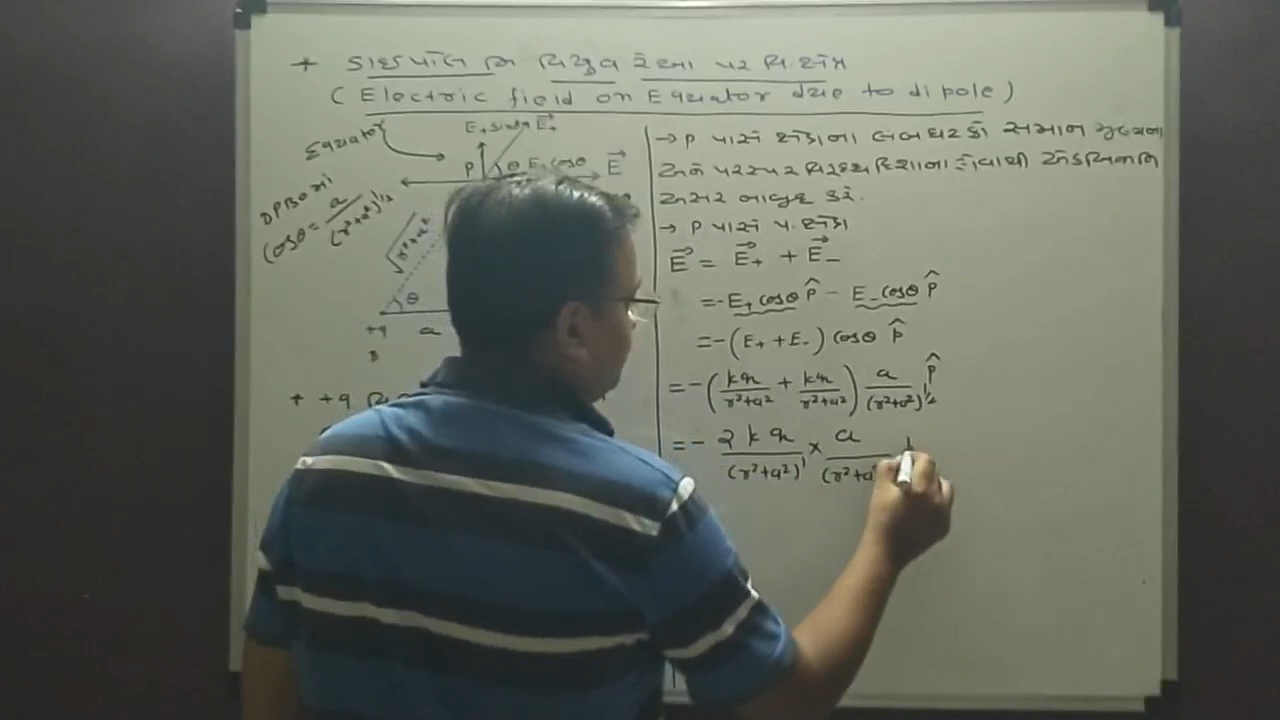 * ડાઇપોલ ની વિષુવ રેખા પર વિ.ક્ષેત્ર
( Electric field on Equator due to dipole )
Equator
E₊ sinθ E⃗₊
P θ E₊ cosθ E⃗
DPBO માં
cosθ = a / (r²+a²)^1/2
√r²+a²
θ
+q a
B
* +q
→ P પાસે ક્ષેત્રોના લંબઘટકો સમાન મુલ્યના
અને પરસ્પર વિરૂધ્ધ દિશાના હોવાથી એકબીજાની
અસર નાબુદ કરે.
→ P પાસે પ. ક્ષેત્ર
E⃗ = E⃗₊ + E⃗₋
= -E₊ cosθ p̂ - E₋ cosθ p̂
= -(E₊ + E₋) cosθ p̂
= -(kq / r²+a² + kq / r²+a²) a / (r²+a²)^1/2 p̂
= - 2kq / (r²+a²)^1 × a / (r²+a